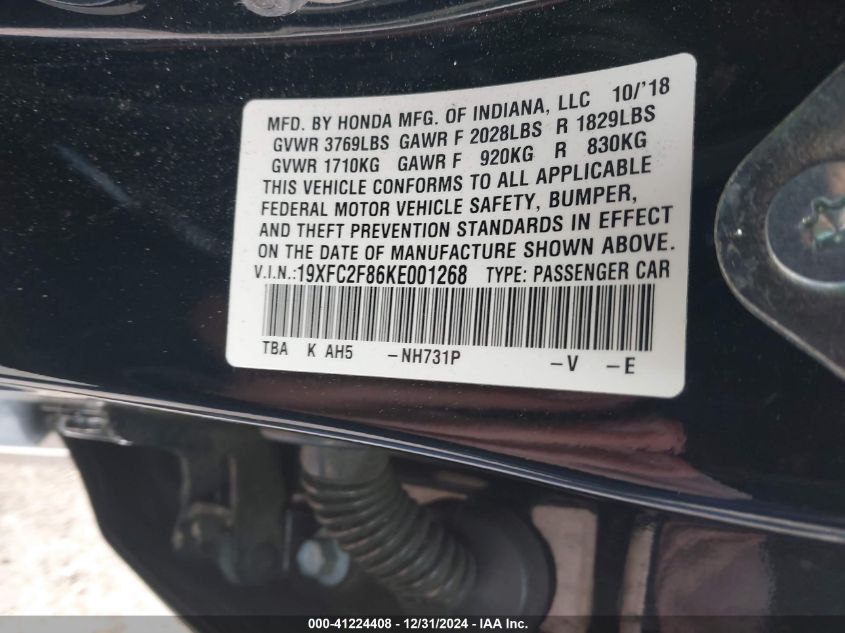 MFD. BY HONDA MFG. OF INDIANA, LLC 10/'18
GVWR 3769LBS GAWR F 2028LBS R 1829LBS
GVWR 1710KG GAWR F 920KG R 830KG
THIS VEHICLE CONFORMS TO ALL APPLICABLE
FEDERAL MOTOR VEHICLE SAFETY, BUMPER,
AND THEFT PREVENTION STANDARDS IN EFFECT
ON THE DATE OF MANUFACTURE SHOWN ABOVE.
V.I.N.:19XFC2F86KE001268 TYPE: PASSENGER CAR
TBA K AH5 -NH731P -V -E
000-41224408 - 12/31/2024 - IAA Inc.